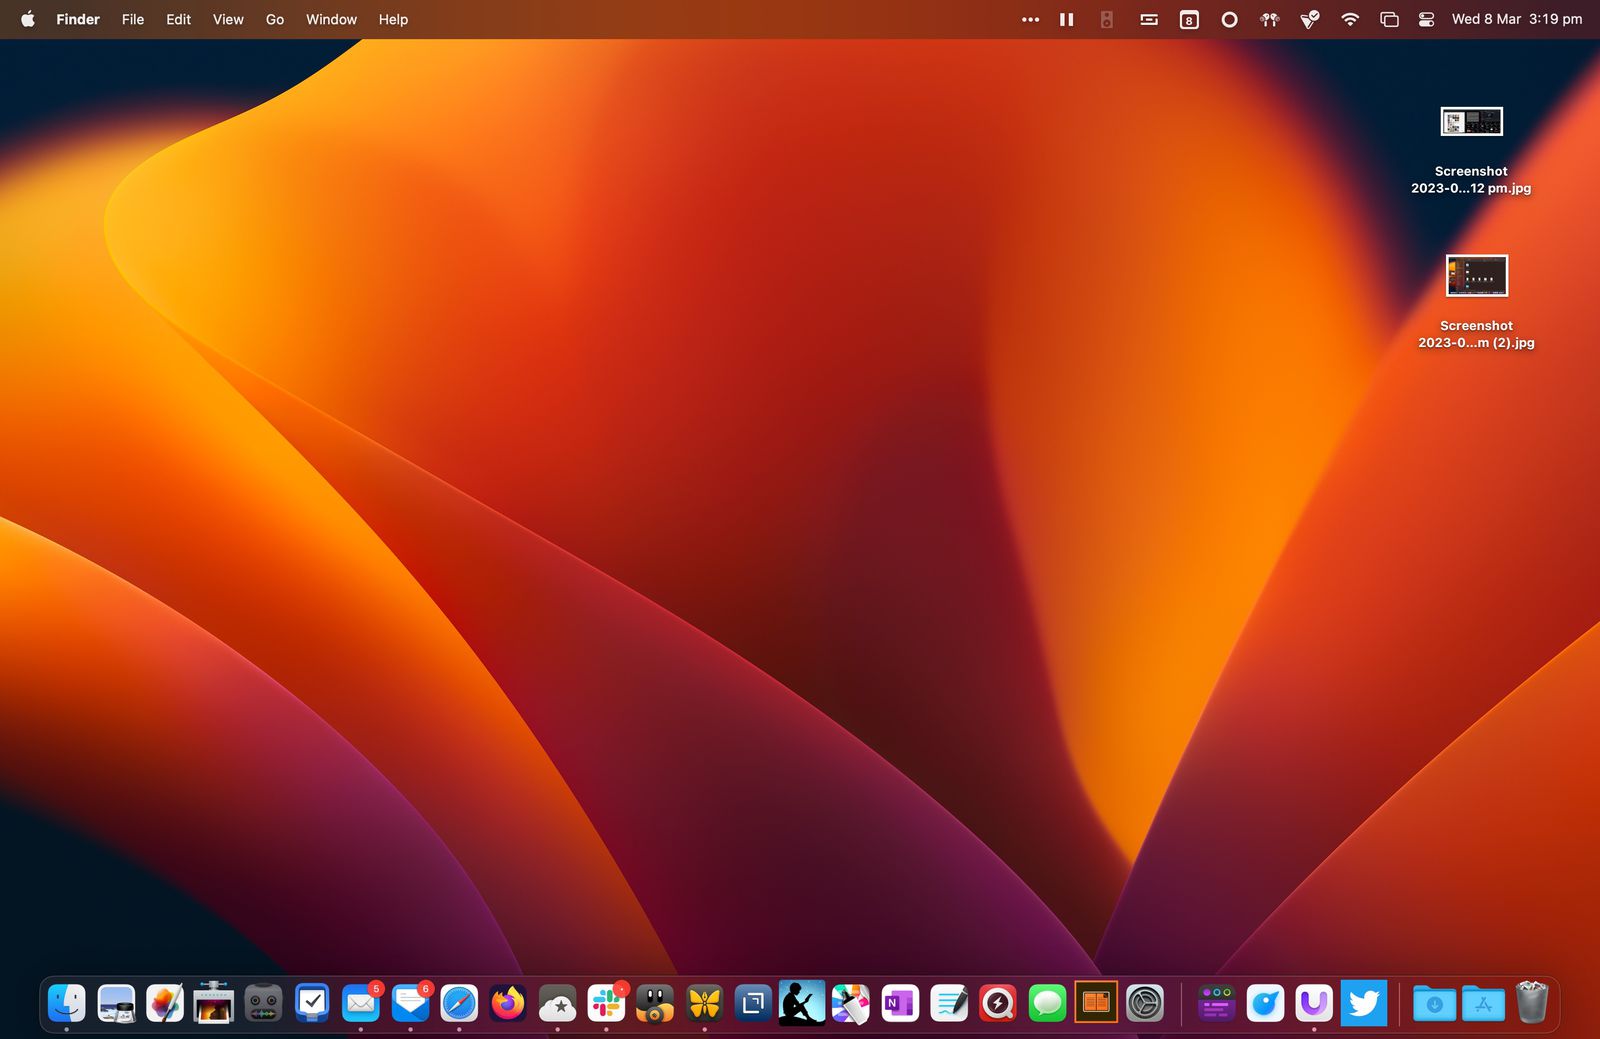 Finder File Edit View Go Window Help 8 Wed 8 Mar 3:19 pm
Screenshot
2023-0...12 pm.jpg
Screenshot
2023-0...m (2).jpg
5 6 N